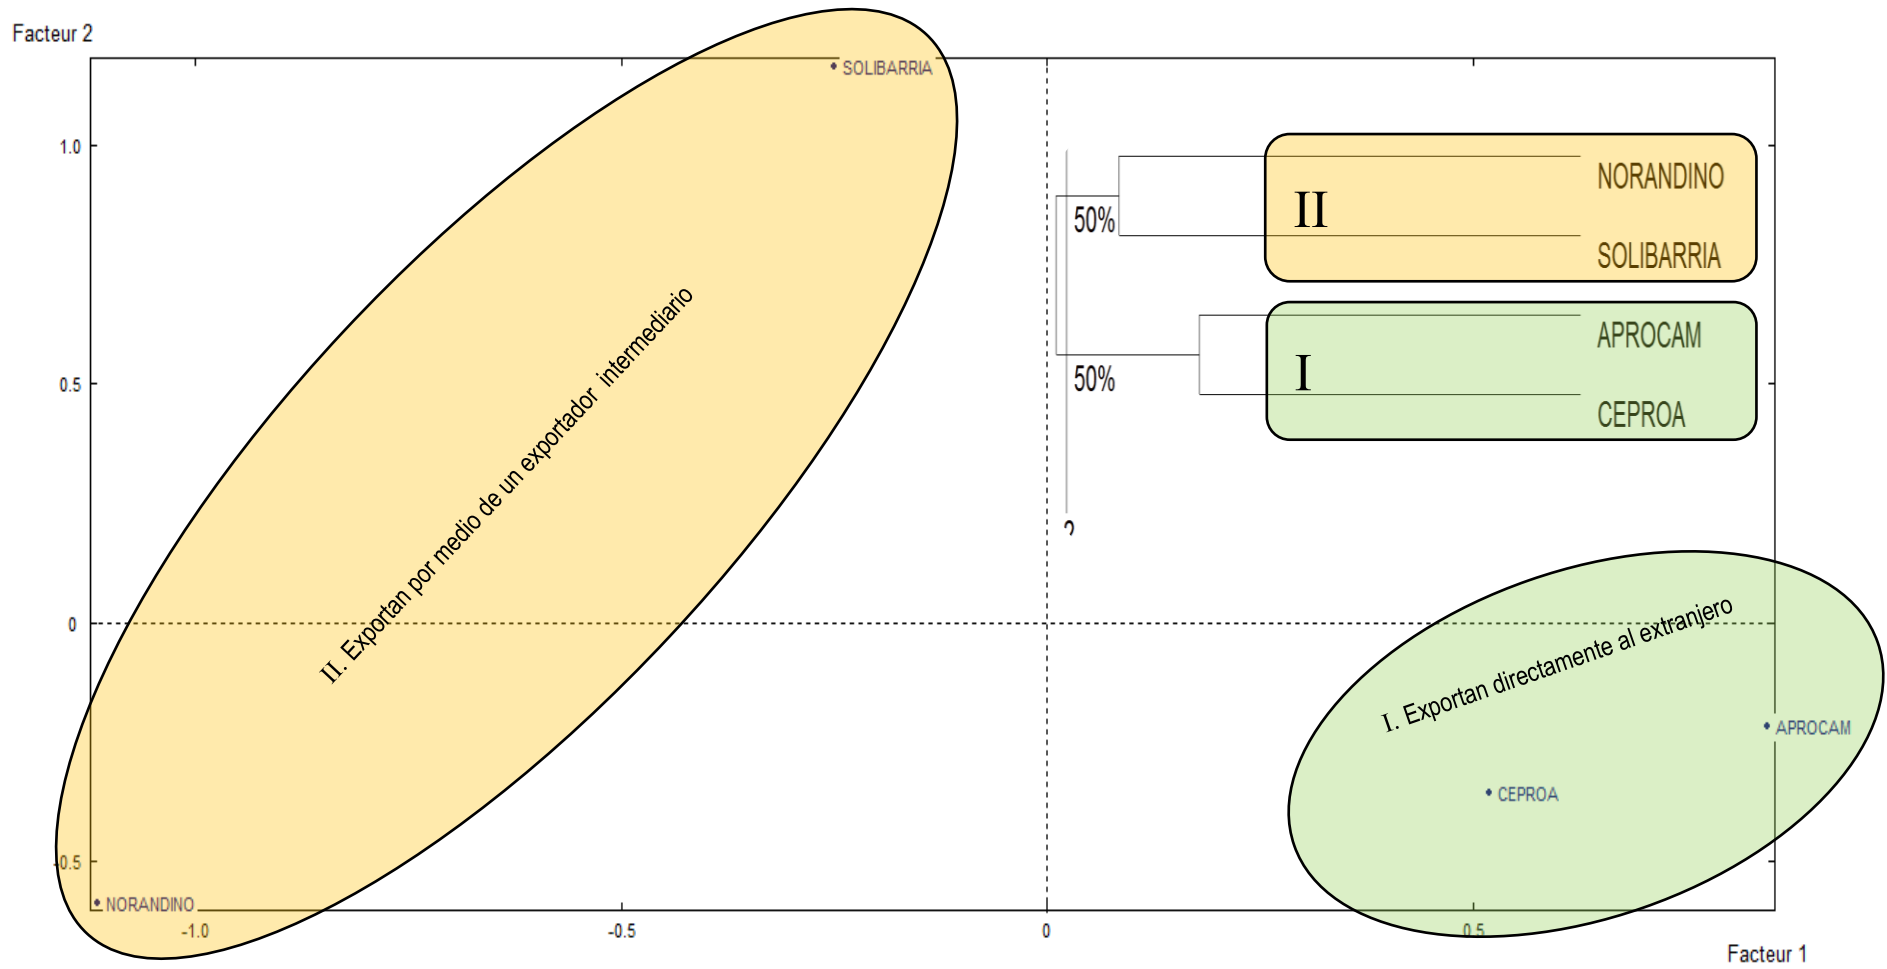 Facteur 2
SOLIBARRIA
1.0
NORANDINO
50%
II
SOLIBARRIA
II. Exportan por medio de un exportador intermediario
APROCAM
0.5
50%
I
CEPROA
I. Exportan directamente al extranjero
0
APROCAM
CEPROA
-0.5
NORANDINO
-1.0
-0.5
0
0.5
Facteur 1